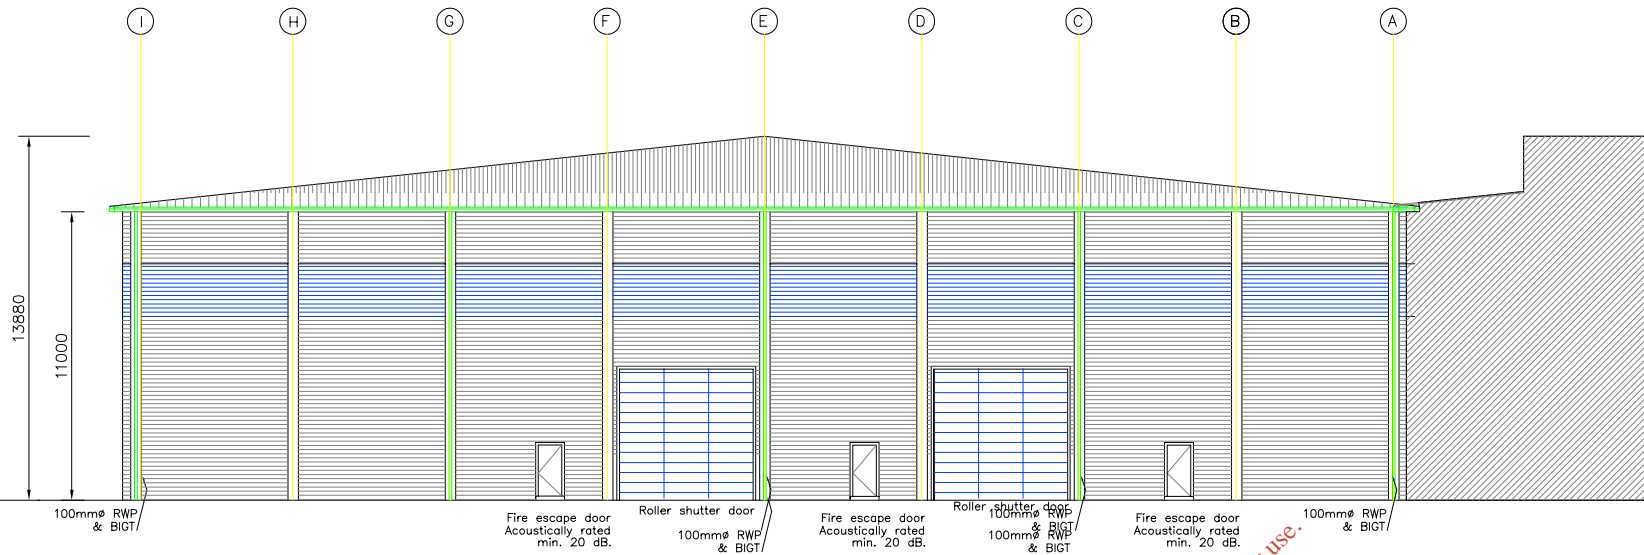 I H G F E D C B A
13880
11000
100mmø RWP
& BIGT
Fire escape door
Acoustically rated
min. 20 dB.
Roller shutter door
100mmø RWP
& BIGT
Fire escape door
Acoustically rated
min. 20 dB.
Roller shutter door
100mmø RWP
& BIGT
100mmø RWP
& BIGT
Fire escape door
Acoustically rated
min. 20 dB.
100mmø RWP
& BIGT
use.